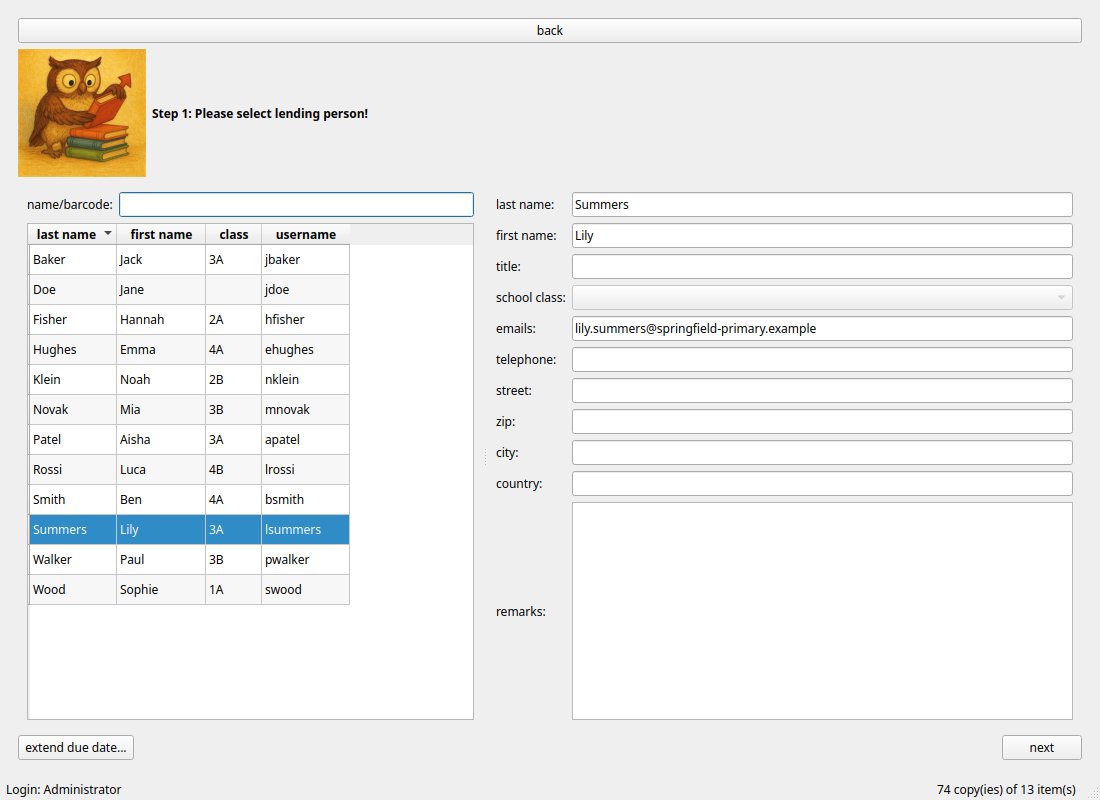 back
Step 1: Please select lending person!
name/barcode:
last name first name class username
Baker Jack 3A jbaker
Doe Jane jdoe
Fisher Hannah 2A hfisher
Hughes Emma 4A ehughes
Klein Noah 2B nklein
Novak Mia 3B mnovak
Patel Aisha 3A apatel
Rossi Luca 4B lrossi
Smith Ben 4A bsmith
Summers Lily 3A lsummers
Walker Paul 3B pwalker
Wood Sophie 1A swood
last name: Summers
first name: Lily
title:
school class:
emails: lily.summers@springfield-primary.example
telephone:
street:
zip:
city:
country:
remarks:
extend due date...
next
Login: Administrator
74 copy(ies) of 13 item(s)